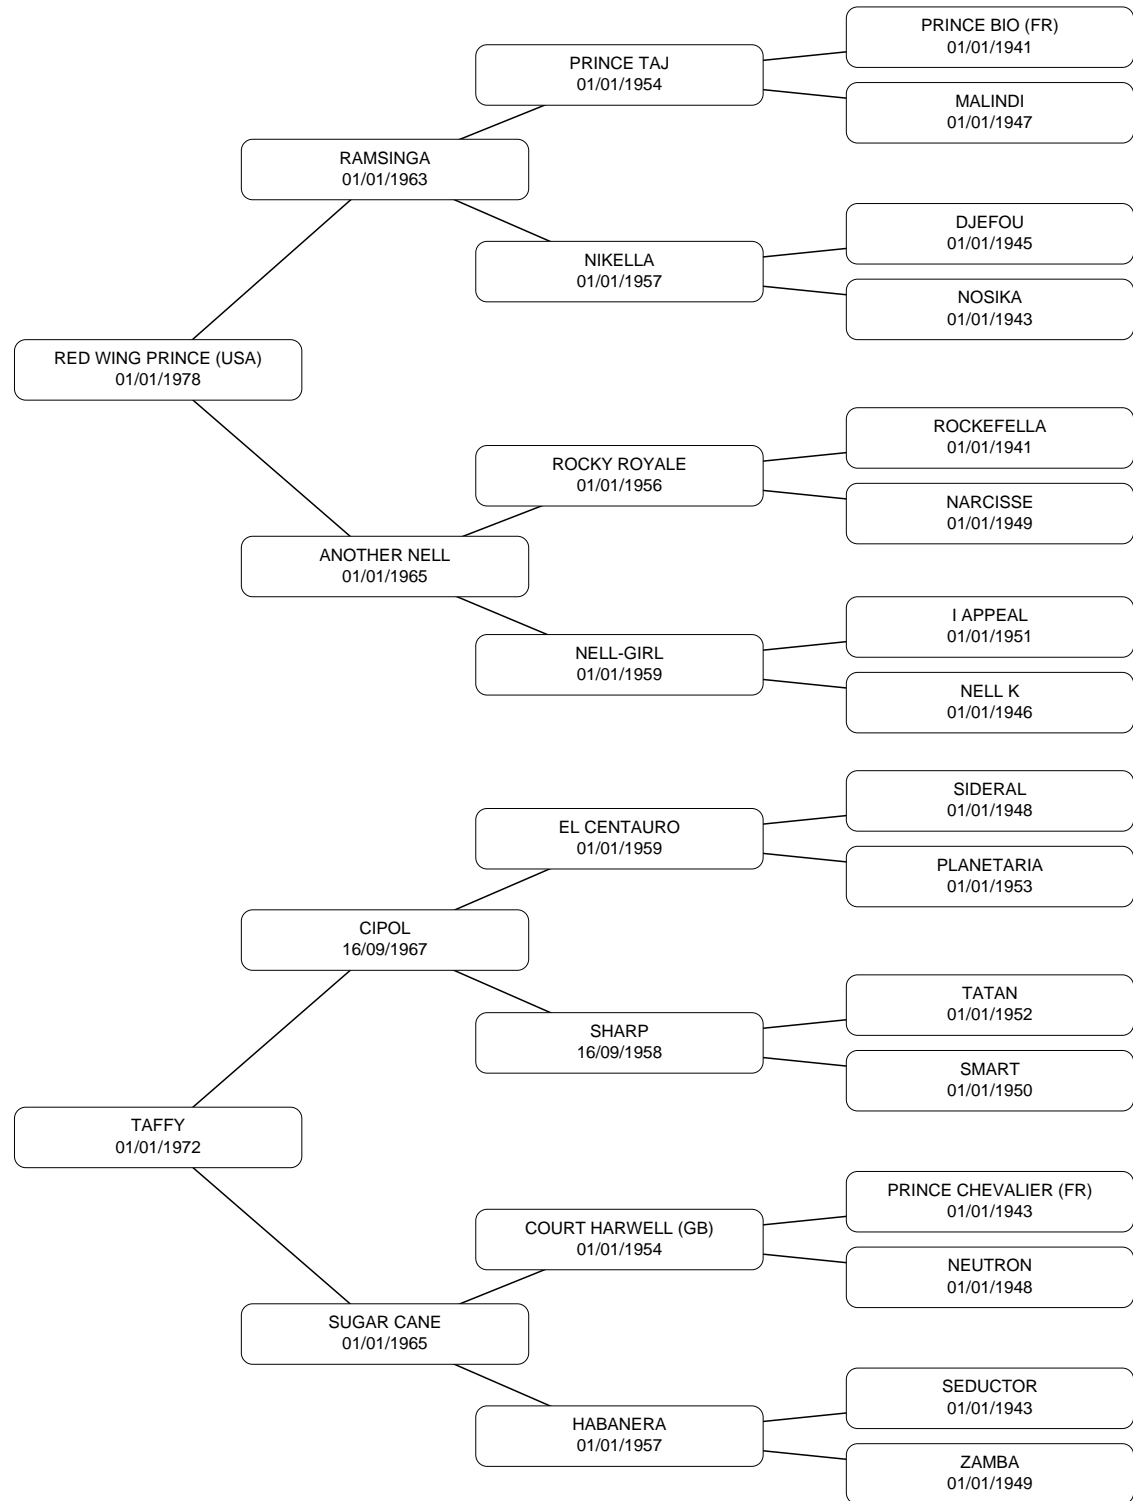 PRINCE BIO (FR)
01/01/1941
PRINCE TAJ
01/01/1954
MALINDI
01/01/1947
RAMSINGA
01/01/1963
DJEFOU
01/01/1945
NIKELLA
01/01/1957
NOSIKA
01/01/1943
RED WING PRINCE (USA)
01/01/1978
ROCKEFELLA
01/01/1941
ROCKY ROYALE
01/01/1956
NARCISSE
01/01/1949
ANOTHER NELL
01/01/1965
I APPEAL
01/01/1951
NELL-GIRL
01/01/1959
NELL K
01/01/1946
SIDERAL
01/01/1948
EL CENTAURO
01/01/1959
PLANETARIA
01/01/1953
CIPOL
16/09/1967
TATAN
01/01/1952
SHARP
16/09/1958
SMART
01/01/1950
TAFFY
01/01/1972
PRINCE CHEVALIER (FR)
01/01/1943
COURT HARWELL (GB)
01/01/1954
NEUTRON
01/01/1948
SUGAR CANE
01/01/1965
SEDUCTOR
01/01/1943
HABANERA
01/01/1957
ZAMBA
01/01/1949